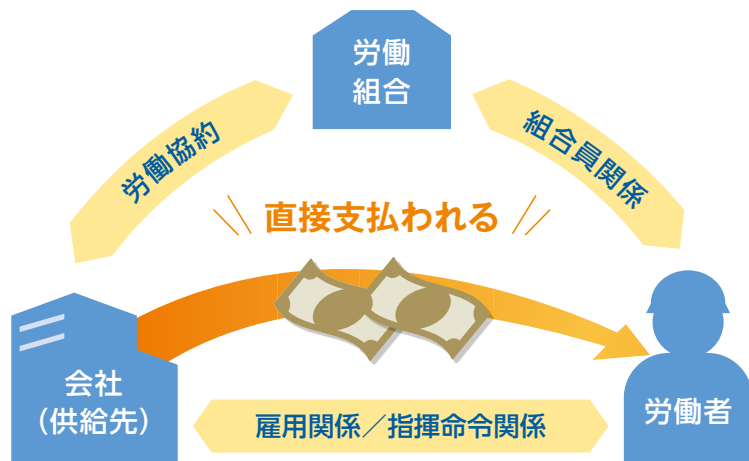 労働
組合
労働協約
組合員関係
直接支払われる
会社
（供給先）
雇用関係／指揮命令関係
労働者